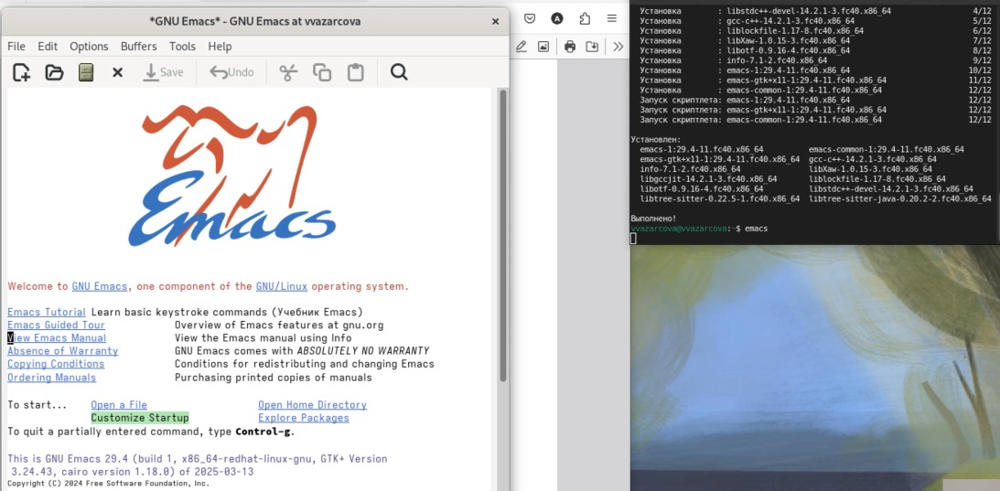 *GNU Emacs* - GNU Emacs at vvazarcova
File Edit Options Buffers Tools Help
Save Undo
Emacs
Welcome to GNU Emacs, one component of the GNU/Linux operating system.
Emacs Tutorial Learn basic keystroke commands (Учебник Emacs)
Emacs Guided Tour Overview of Emacs features at gnu.org
View Emacs Manual View the Emacs manual using Info
Absence of Warranty GNU Emacs comes with ABSOLUTELY NO WARRANTY
Copying Conditions Conditions for redistributing and changing Emacs
Ordering Manuals Purchasing printed copies of manuals
To start... Open a File Open Home Directory
Customize Startup Explore Packages
To quit a partially entered command, type Control-g.
This is GNU Emacs 29.4 (build 1, x86_64-redhat-linux-gnu, GTK+ Version
3.24.43, cairo version 1.18.0) of 2025-03-13
Copyright (C) 2024 Free Software Foundation, Inc.
A
Установка : libstdc++-devel-14.2.1-3.fc40.x86_64 4/12
Установка : gcc-c++-14.2.1-3.fc40.x86_64 5/12
Установка : liblockfile-1.17-8.fc40.x86_64 6/12
Установка : libXaw-1.0.15-3.fc40.x86_64 7/12
Установка : libotf-0.9.16-4.fc40.x86_64 8/12
Установка : info-7.1-2.fc40.x86_64 9/12
Установка : emacs-1:29.4-11.fc40.x86_64 10/12
Установка : emacs-gtk+x11-1:29.4-11.fc40.x86_64 11/12
Установка : emacs-common-1:29.4-11.fc40.x86_64 12/12
Запуск скриптлета: emacs-1:29.4-11.fc40.x86_64 12/12
Запуск скриптлета: emacs-gtk+x11-1:29.4-11.fc40.x86_64 12/12
Запуск скриптлета: emacs-common-1:29.4-11.fc40.x86_64 12/12
Установлен:
emacs-1:29.4-11.fc40.x86_64 emacs-common-1:29.4-11.fc40.x86_64
emacs-gtk+x11-1:29.4-11.fc40.x86_64 gcc-c++-14.2.1-3.fc40.x86_64
info-7.1-2.fc40.x86_64 libXaw-1.0.15-3.fc40.x86_64
libgccjit-14.2.1-3.fc40.x86_64 liblockfile-1.17-8.fc40.x86_64
libotf-0.9.16-4.fc40.x86_64 libstdc++-devel-14.2.1-3.fc40.x86_64
libtree-sitter-0.22.5-1.fc40.x86_64 libtree-sitter-java-0.20.2-2.fc40.x86_64
Выполнено!
vvazarcova@vvazarcova:~$ emacs